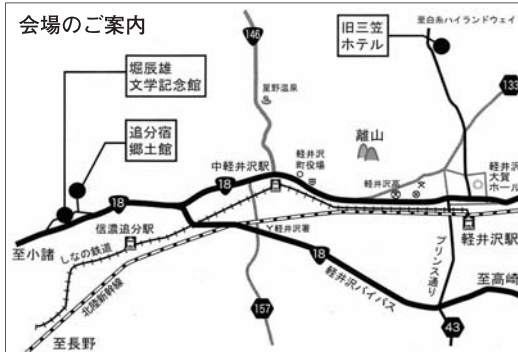 会場のご案内
146
旧三笠
ホテル
至白糸ハイランドウェイ
堀辰雄
文学記念館
星野温泉
133
追分宿
郷土館
離山
軽井沢
町役場
中軽井沢駅
軽井沢
大賀
ホール
軽井沢高
18
18
信濃追分駅
しなの鉄道
Y軽井沢署
プリンス通り
軽井沢駅
至小諸
18
北陸新幹線
軽井沢バイパス
至高崎
157
43
至長野